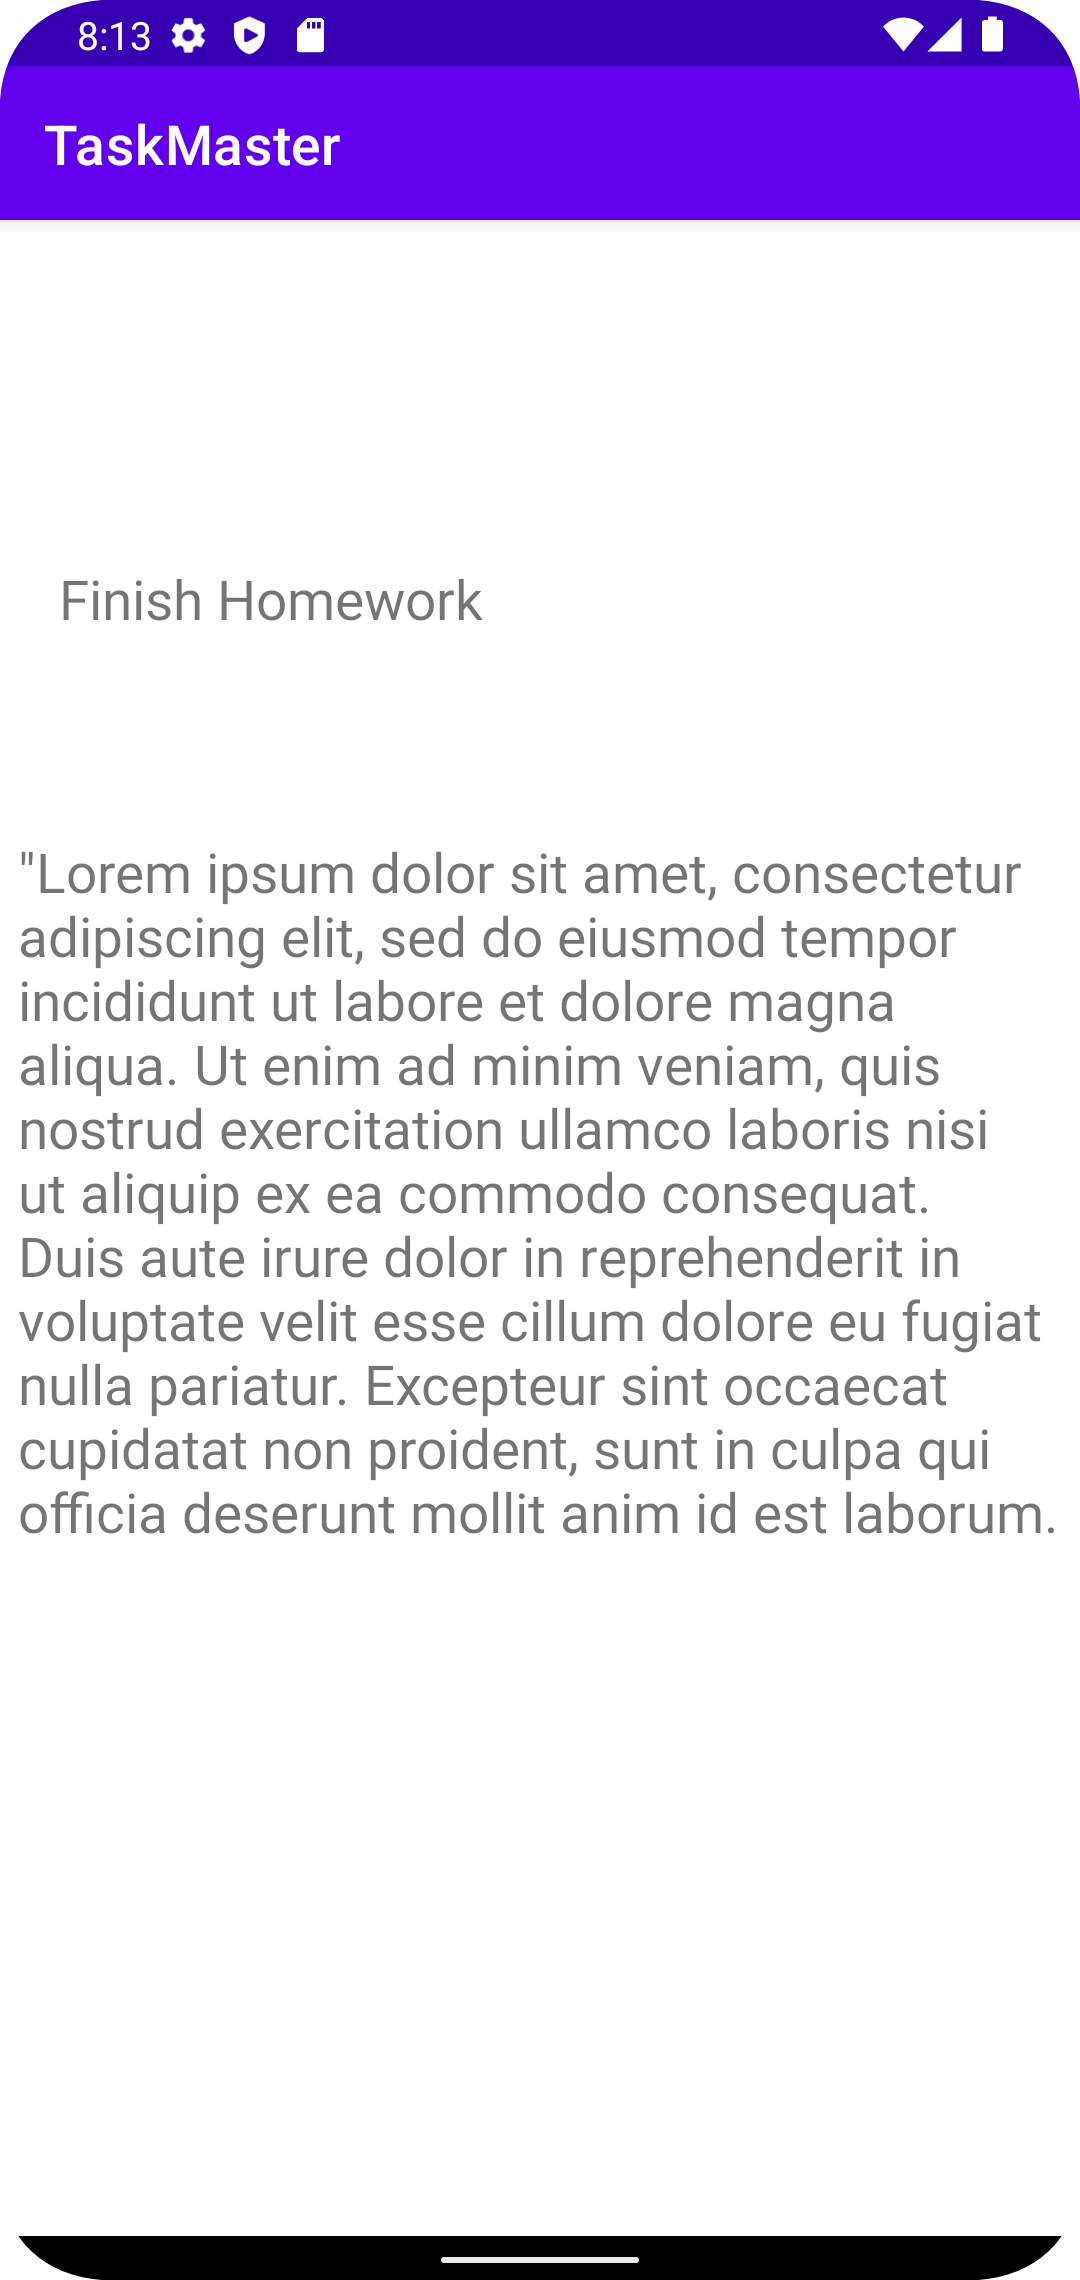 8:13
TaskMaster
Finish Homework
"Lorem ipsum dolor sit amet, consectetur
adipiscing elit, sed do eiusmod tempor
incididunt ut labore et dolore magna
aliqua. Ut enim ad minim veniam, quis
nostrud exercitation ullamco laboris nisi
ut aliquip ex ea commodo consequat.
Duis aute irure dolor in reprehenderit in
voluptate velit esse cillum dolore eu fugiat
nulla pariatur. Excepteur sint occaecat
cupidatat non proident, sunt in culpa qui
officia deserunt mollit anim id est laborum.